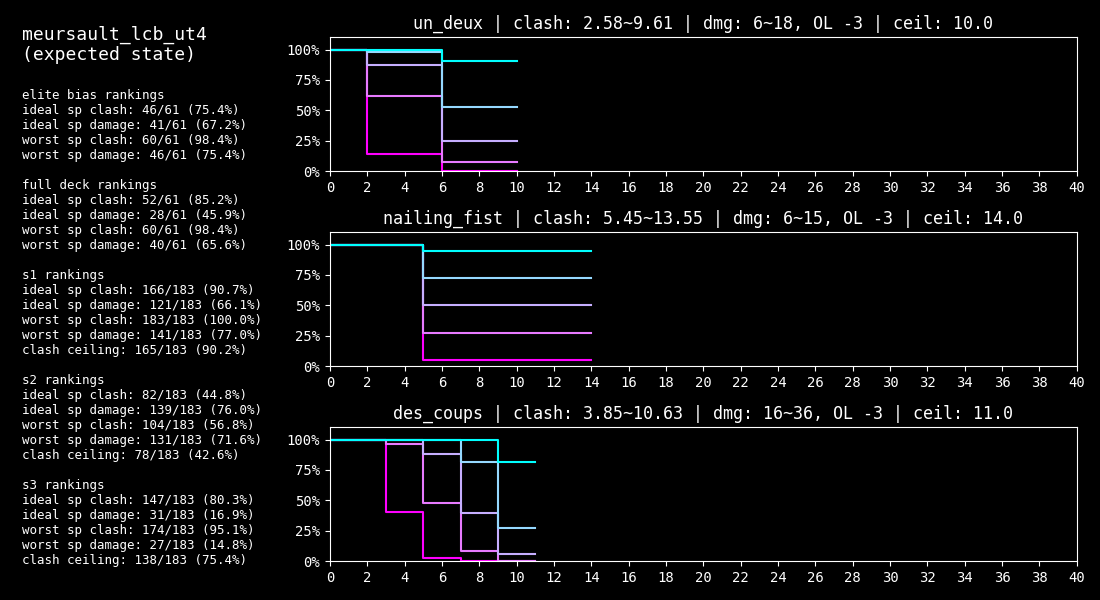 meursault_lcb_ut4
(expected state)
elite bias rankings
ideal sp clash: 46/61 (75.4%)
ideal sp damage: 41/61 (67.2%)
worst sp clash: 60/61 (98.4%)
worst sp damage: 46/61 (75.4%)
full deck rankings
ideal sp clash: 52/61 (85.2%)
ideal sp damage: 28/61 (45.9%)
worst sp clash: 60/61 (98.4%)
worst sp damage: 40/61 (65.6%)
s1 rankings
ideal sp clash: 166/183 (90.7%)
ideal sp damage: 121/183 (66.1%)
worst sp clash: 183/183 (100.0%)
worst sp damage: 141/183 (77.0%)
clash ceiling: 165/183 (90.2%)
s2 rankings
ideal sp clash: 82/183 (44.8%)
ideal sp damage: 139/183 (76.0%)
worst sp clash: 104/183 (56.8%)
worst sp damage: 131/183 (71.6%)
clash ceiling: 78/183 (42.6%)
s3 rankings
ideal sp clash: 147/183 (80.3%)
ideal sp damage: 31/183 (16.9%)
worst sp clash: 174/183 (95.1%)
worst sp damage: 27/183 (14.8%)
clash ceiling: 138/183 (75.4%)
un_deux | clash: 2.58~9.61 | dmg: 6~18, OL -3 | ceil: 10.0
100%
75%
50%
25%
0%
0 2 4 6 8 10 12 14 16 18 20 22 24 26 28 30 32 34 36 38 40
nailing_fist | clash: 5.45~13.55 | dmg: 6~15, OL -3 | ceil: 14.0
100%
75%
50%
25%
0%
0 2 4 6 8 10 12 14 16 18 20 22 24 26 28 30 32 34 36 38 40
des_coups | clash: 3.85~10.63 | dmg: 16~36, OL -3 | ceil: 11.0
100%
75%
50%
25%
0%
0 2 4 6 8 10 12 14 16 18 20 22 24 26 28 30 32 34 36 38 40